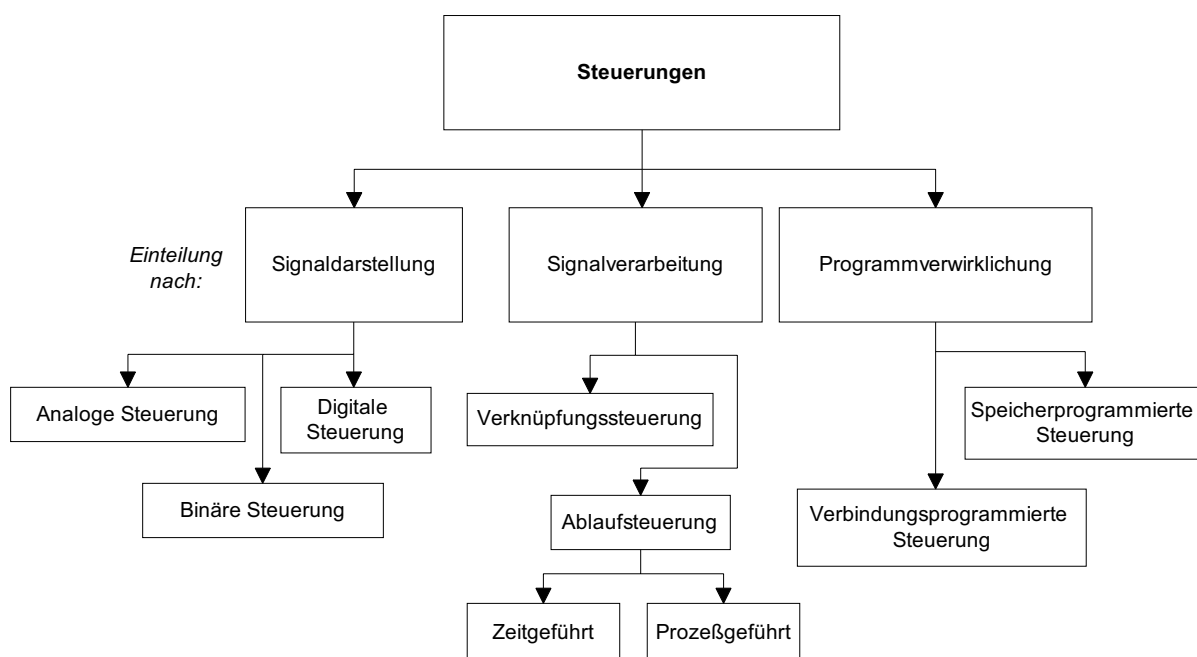 Steuerungen
Einteilung
nach:
Signaldarstellung
Signalverarbeitung
Programmverwirklichung
Analoge Steuerung
Digitale
Steuerung
Verknüpfungssteuerung
Speicherprogrammierte
Steuerung
Binäre Steuerung
Ablaufsteuerung
Verbindungsprogrammierte
Steuerung
Zeitgeführt
Prozeßgeführt